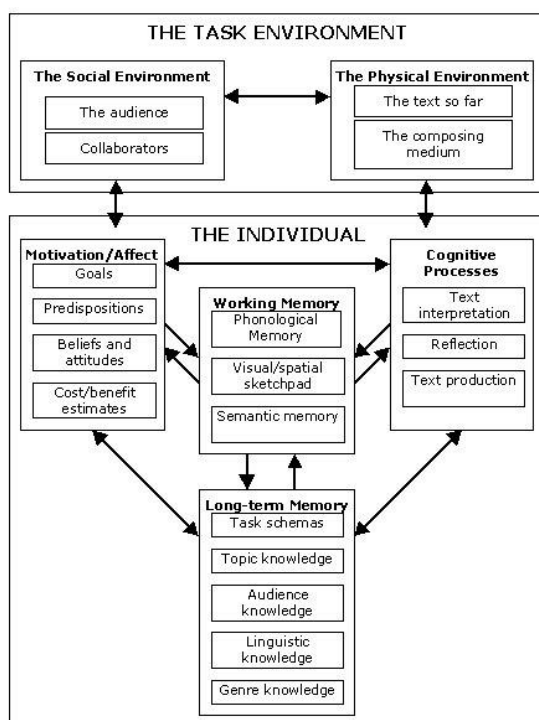 THE TASK ENVIRONMENT
The Social Environment
The audience
Collaborators
The Physical Environment
The text so far
The composing
medium
THE INDIVIDUAL
Motivation/Affect
Goals
Predispositions
Beliefs and
attitudes
Cost/benefit
estimates
Working Memory
Phonological
Memory
Visual/spatial
sketchpad
Semantic memory
Cognitive
Processes
Text
interpretation
Reflection
Text production
Long-term Memory
Task schemas
Topic knowledge
Audience
knowledge
Linguistic
knowledge
Genre knowledge